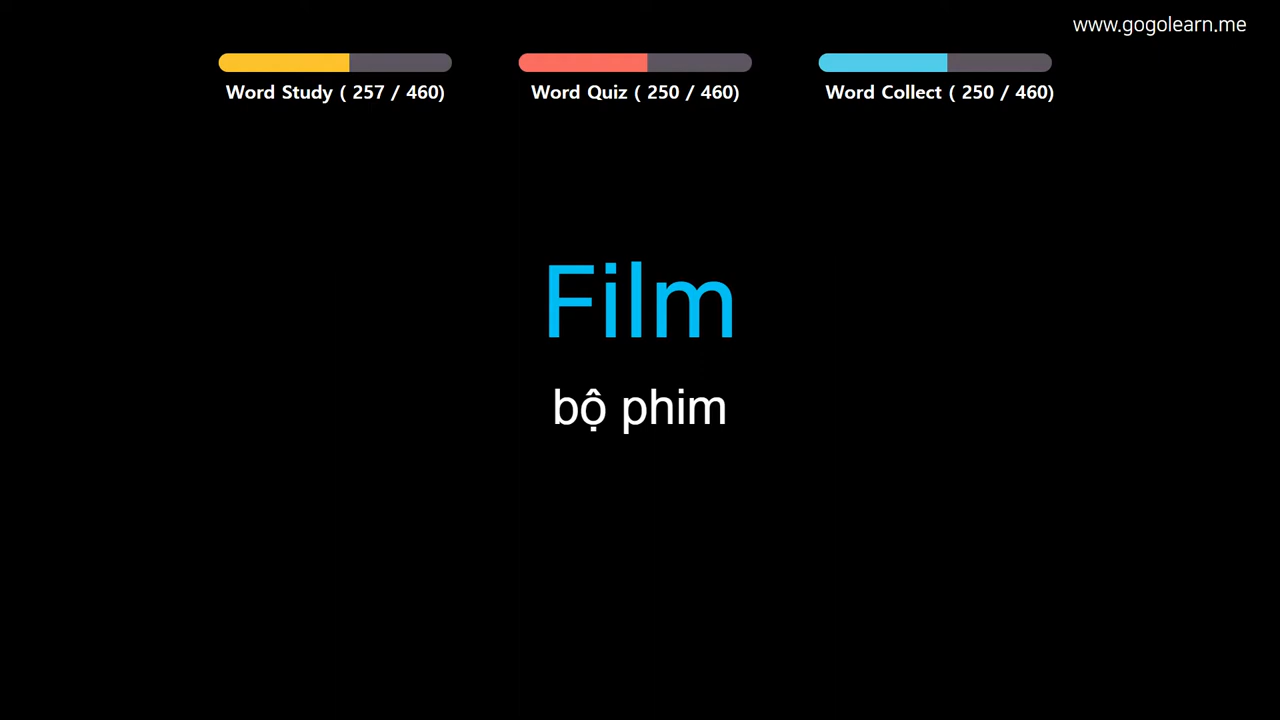 www.gogolearn.me
Word Study ( 257 / 460)
Word Quiz ( 250 / 460)
Word Collect ( 250 / 460)
Film
bộ phim